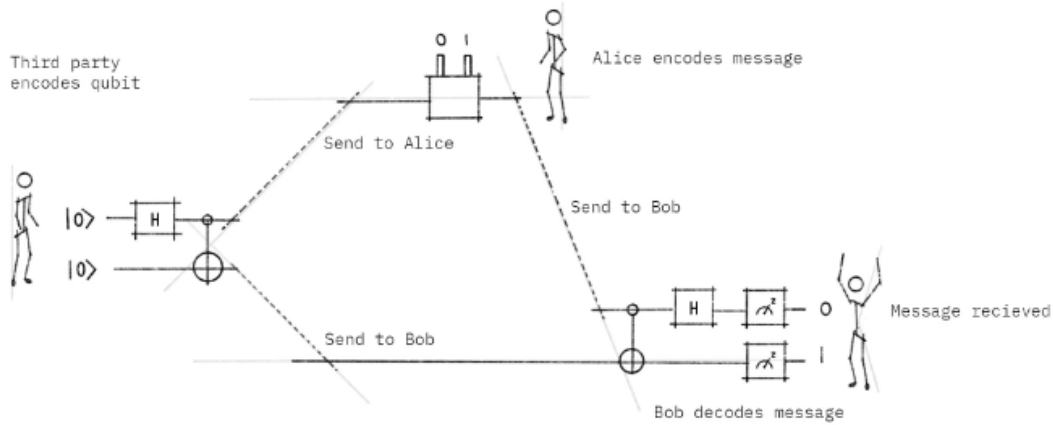 Third party
encodes qubit
0 1
Alice encodes message
Send to Alice
|0⟩
H
|0⟩
Send to Bob
Send to Bob
H
z
0
Message recieved
z
1
Bob decodes message